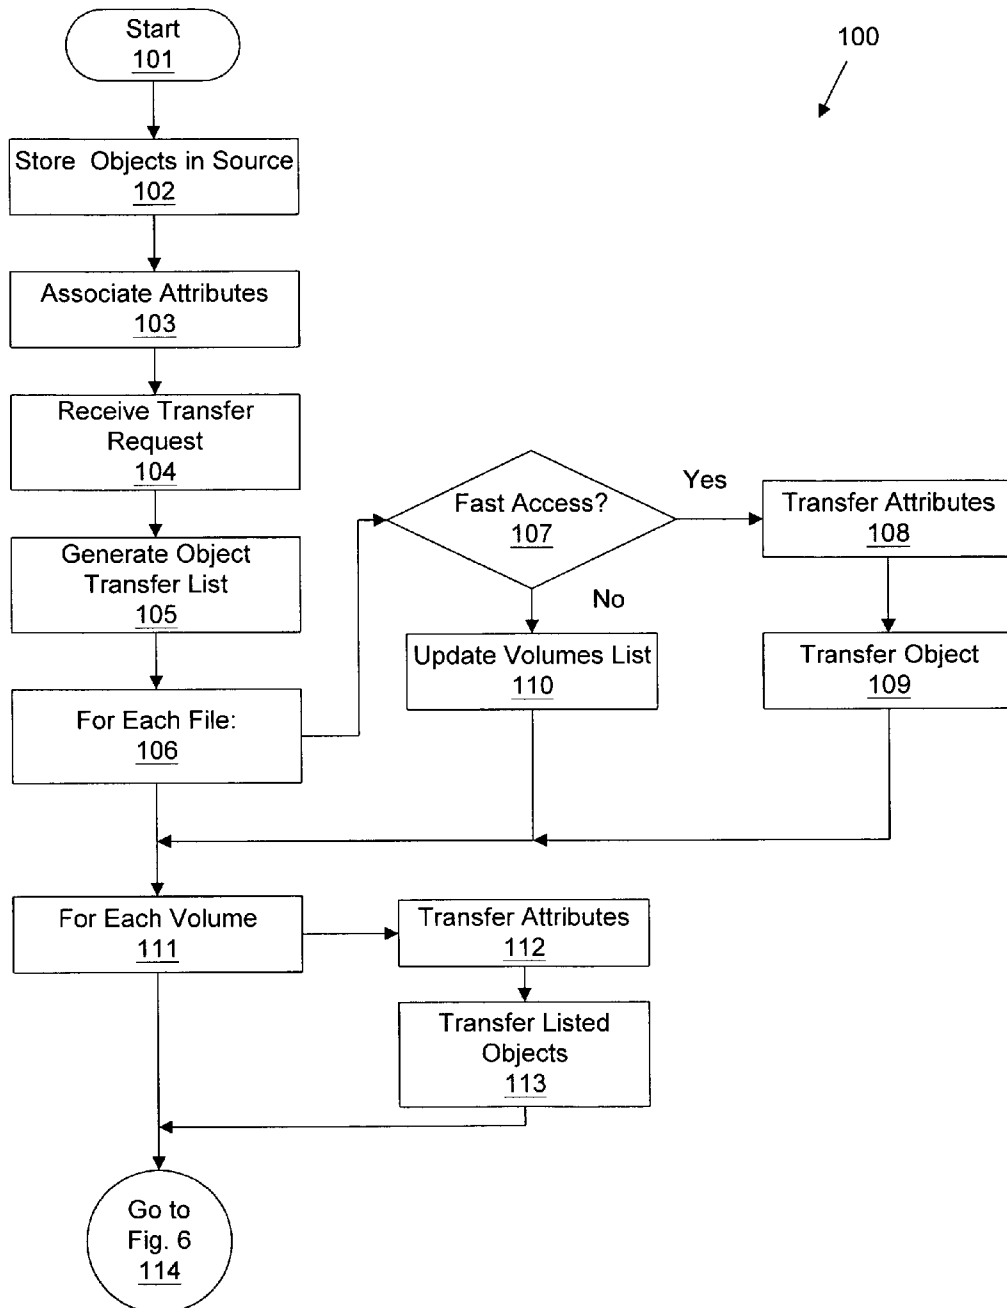 Start
101
100
Store Objects in Source
102
Associate Attributes
103
Receive Transfer
Request
104
Generate Object
Transfer List
105
For Each File:
106
Fast Access?
107
Yes
No
Transfer Attributes
108
Transfer Object
109
Update Volumes List
110
For Each Volume
111
Transfer Attributes
112
Transfer Listed
Objects
113
Go to
Fig. 6
114